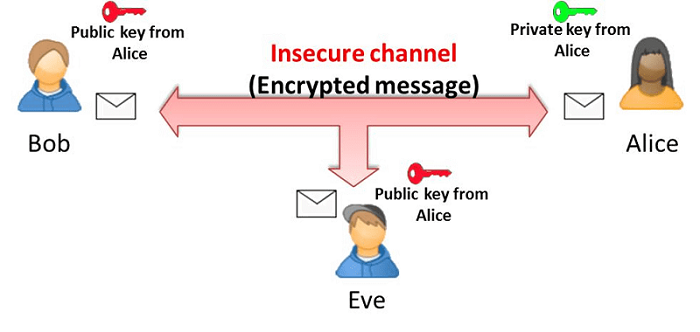 Public key from
Alice
Insecure channel
(Encrypted message)
Private key from
Alice
Bob
Alice
Public key from
Alice
Eve